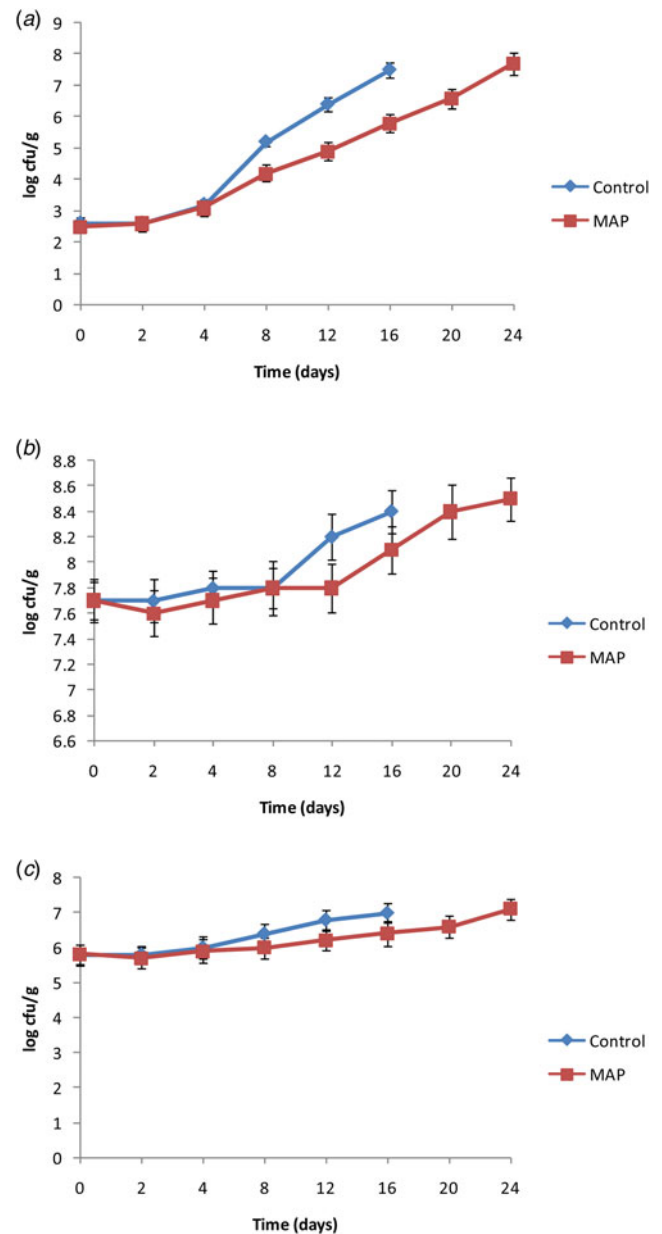 (a)
9
8
7
6
5
4
3
2
1
0
log cfu/g
0 2 4 8 12 16 20 24
Time (days)
Control
MAP
(b)
8.8
8.6
8.4
8.2
8
7.8
7.6
7.4
7.2
7
6.8
6.6
log cfu/g
0 2 4 8 12 16 20 24
Time (days)
Control
MAP
(c)
8
7
6
5
4
3
2
1
0
log cfu/g
0 2 4 8 12 16 20 24
Time (days)
Control
MAP